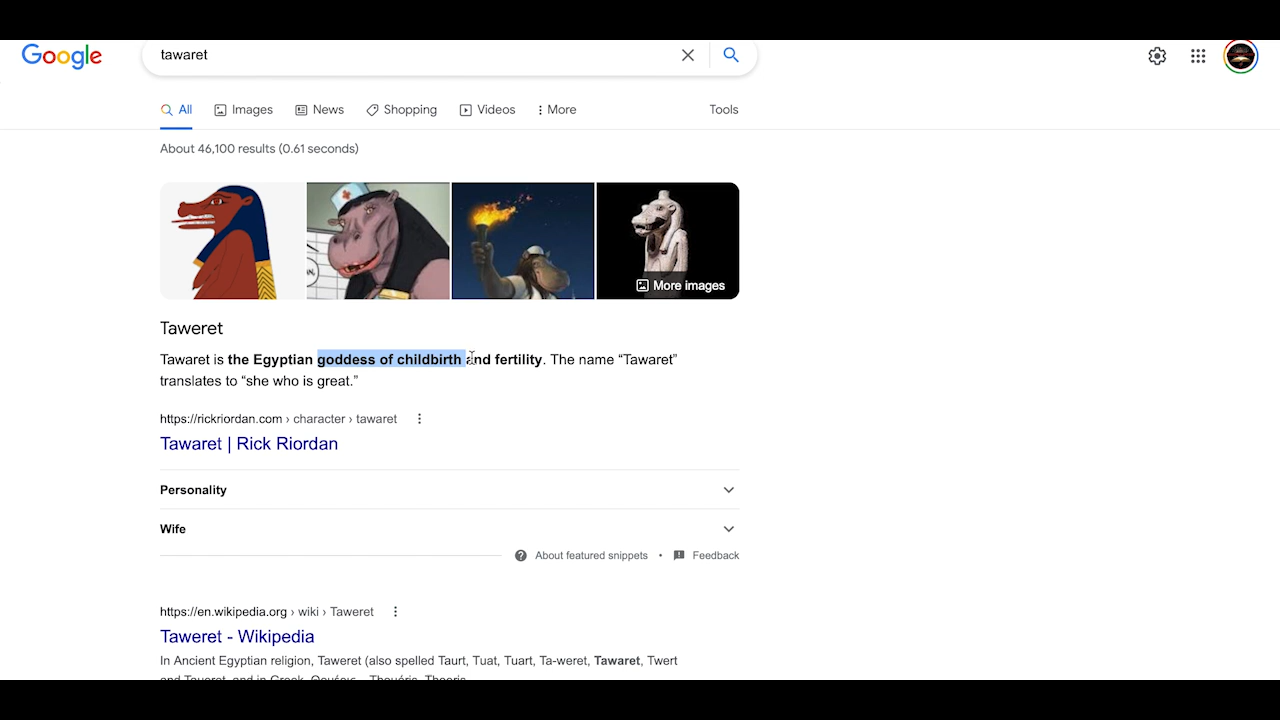 Google
tawaret
All Images News Shopping Videos More Tools
About 46,100 results (0.61 seconds)
More images
Taweret
Tawaret is the Egyptian goddess of childbirth and fertility. The name “Tawaret”
translates to “she who is great.”
https://rickriordan.com › character › tawaret
Tawaret | Rick Riordan
Personality
Wife
About featured snippets • Feedback
https://en.wikipedia.org › wiki › Taweret
Taweret - Wikipedia
In Ancient Egyptian religion, Taweret (also spelled Taurt, Tuat, Tuart, Ta-weret, Tawaret, Twert